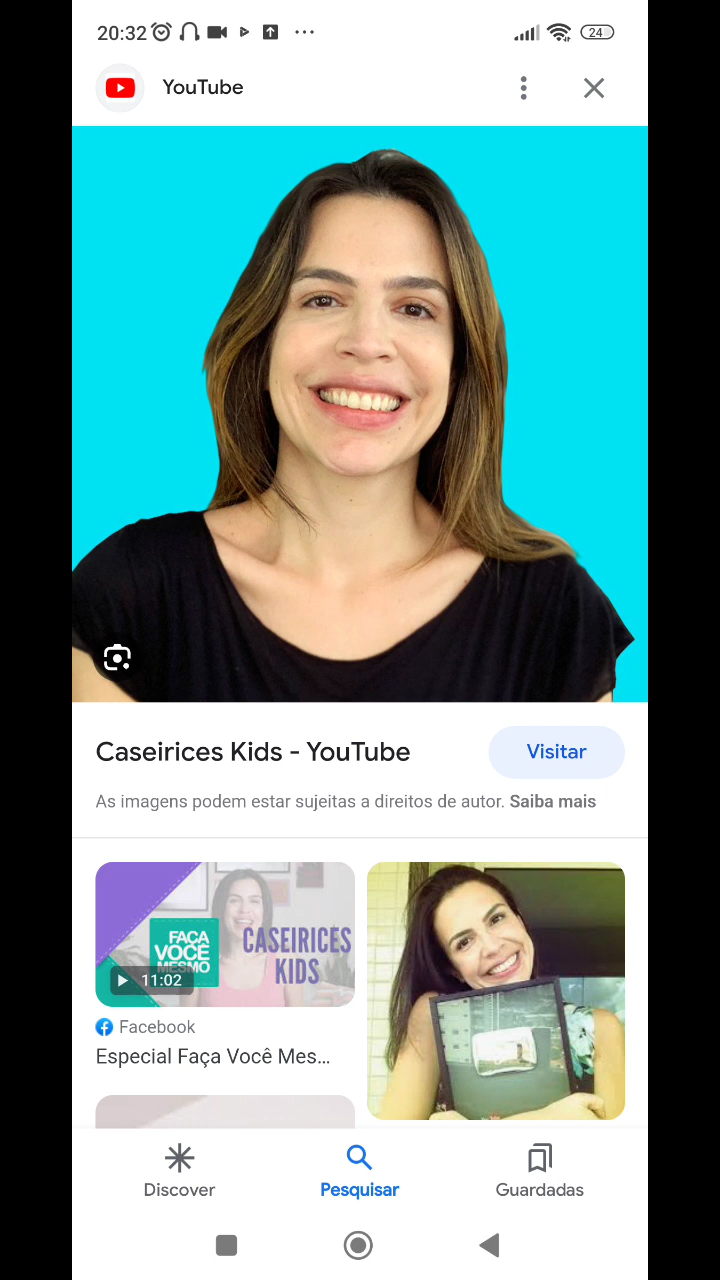 20:32
24
YouTube
Caseirices Kids - YouTube
Visitar
As imagens podem estar sujeitas a direitos de autor. Saiba mais
FAÇA
VOCÊ
MESMO
CASEIRICES
KIDS
11:02
Facebook
Especial Faça Você Mes...
Discover
Pesquisar
Guardadas